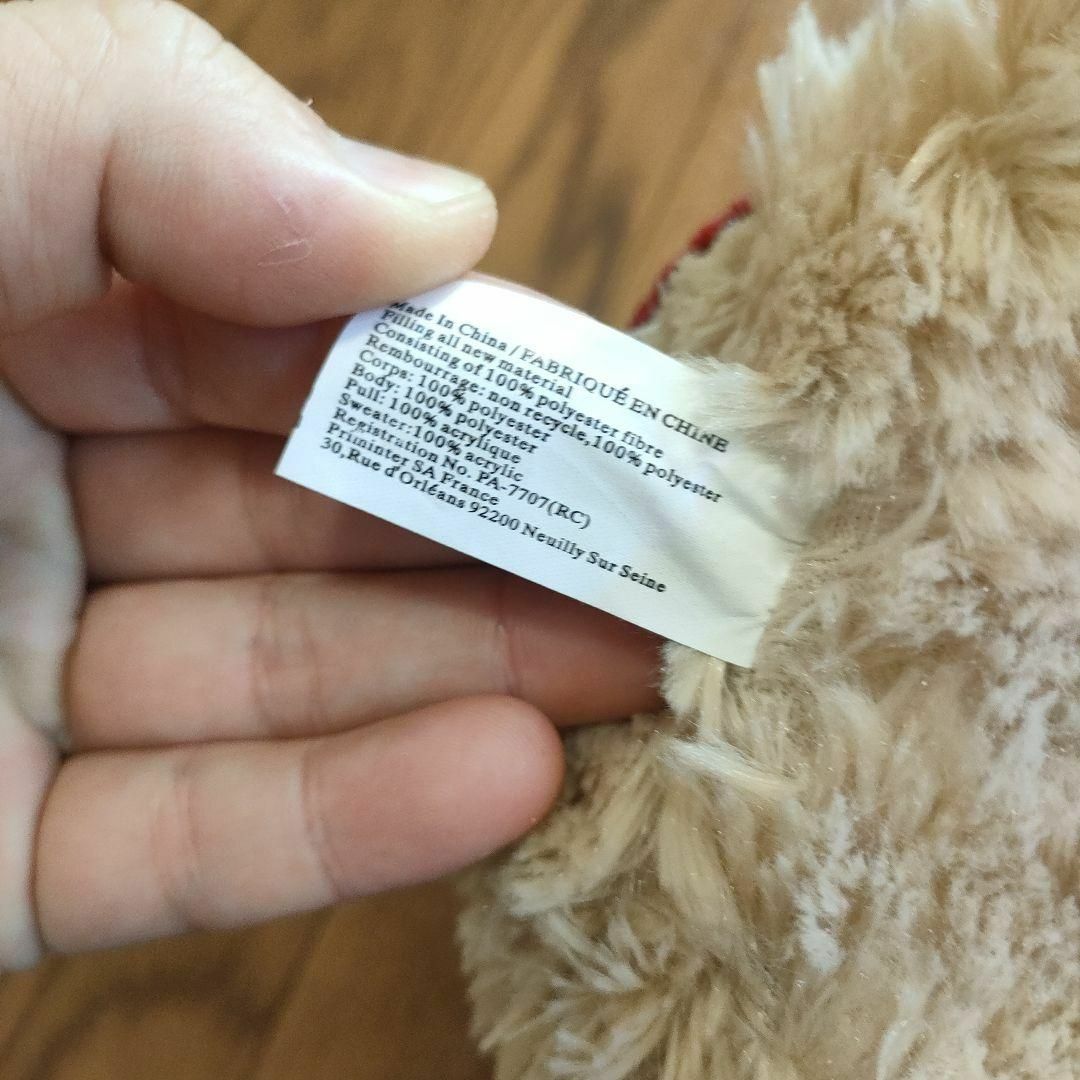 Made In China / FABRIQUÉ EN CHINE
Filling all new material
Consisting of 100% polyester fibre
Rembourrage: non recycle,100% polyester
Corps: 100% polyester
Body: 100% polyester
Pull: 100% acrylique
Sweater:100% acrylic
Registration No. PA-7707(RC)
Priminter SA France
30,Rue d'Orléans 92200 Neuilly Sur Seine